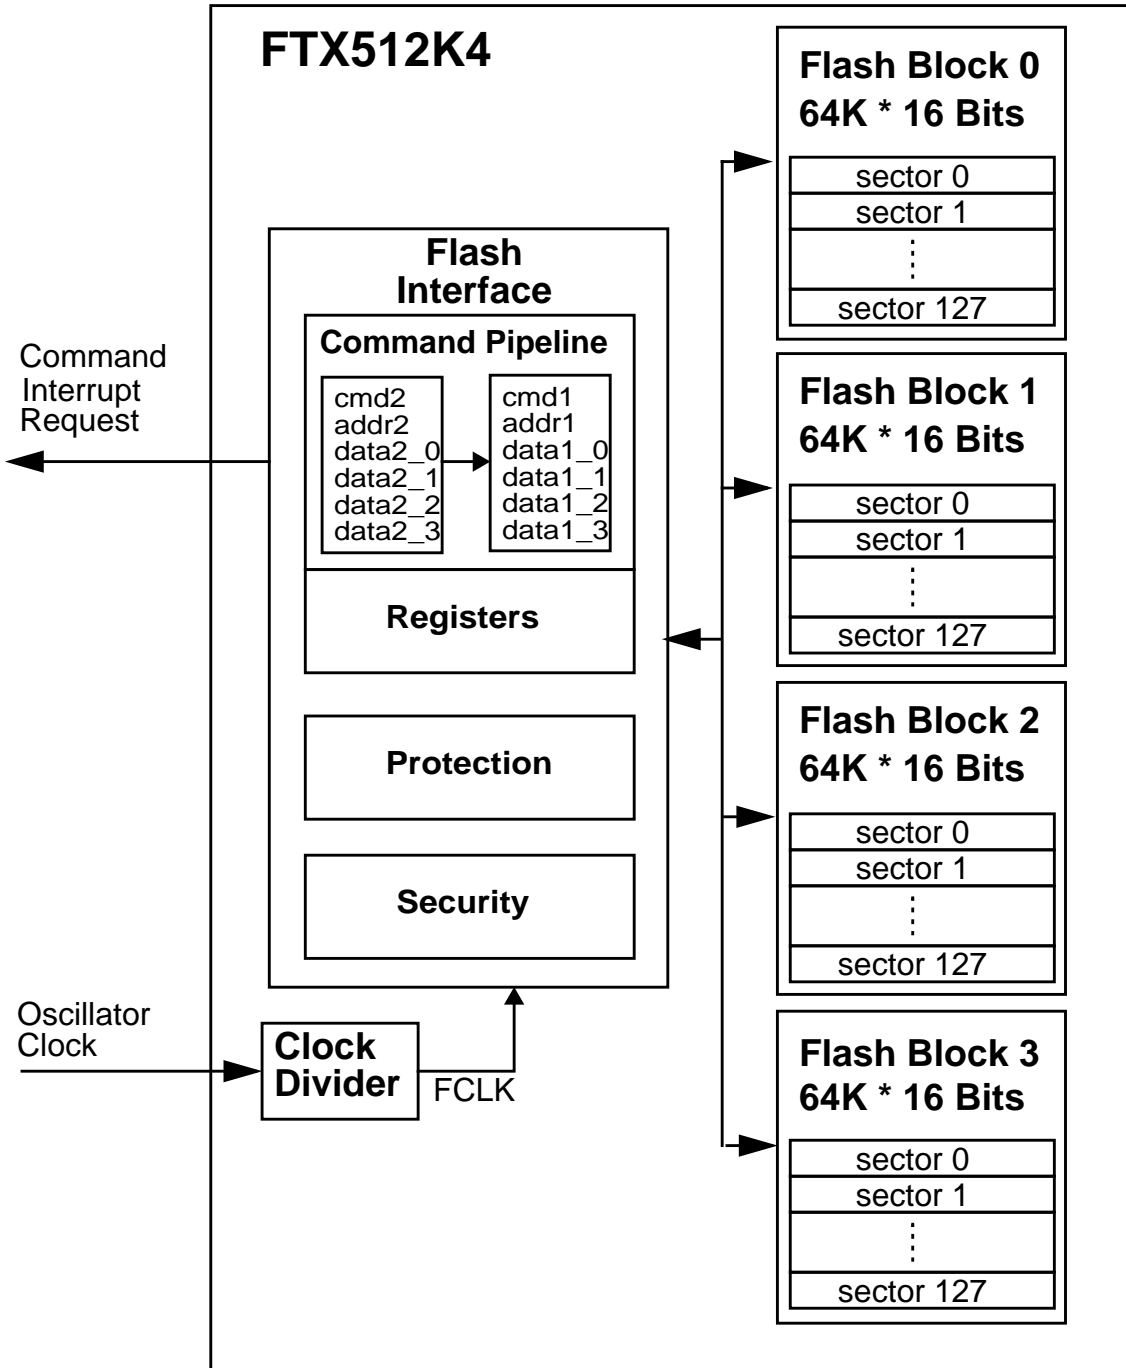 FTX512K4
Flash Block 0
64K * 16 Bits
sector 0
sector 1
sector 127
Flash
Interface
Command Pipeline
cmd2
addr2
data2_0
data2_1
data2_2
data2_3
cmd1
addr1
data1_0
data1_1
data1_2
data1_3
Registers
Protection
Security
Command
Interrupt
Request
Flash Block 1
64K * 16 Bits
sector 0
sector 1
sector 127
Flash Block 2
64K * 16 Bits
sector 0
sector 1
sector 127
Oscillator
Clock
Clock
Divider
FCLK
Flash Block 3
64K * 16 Bits
sector 0
sector 1
sector 127